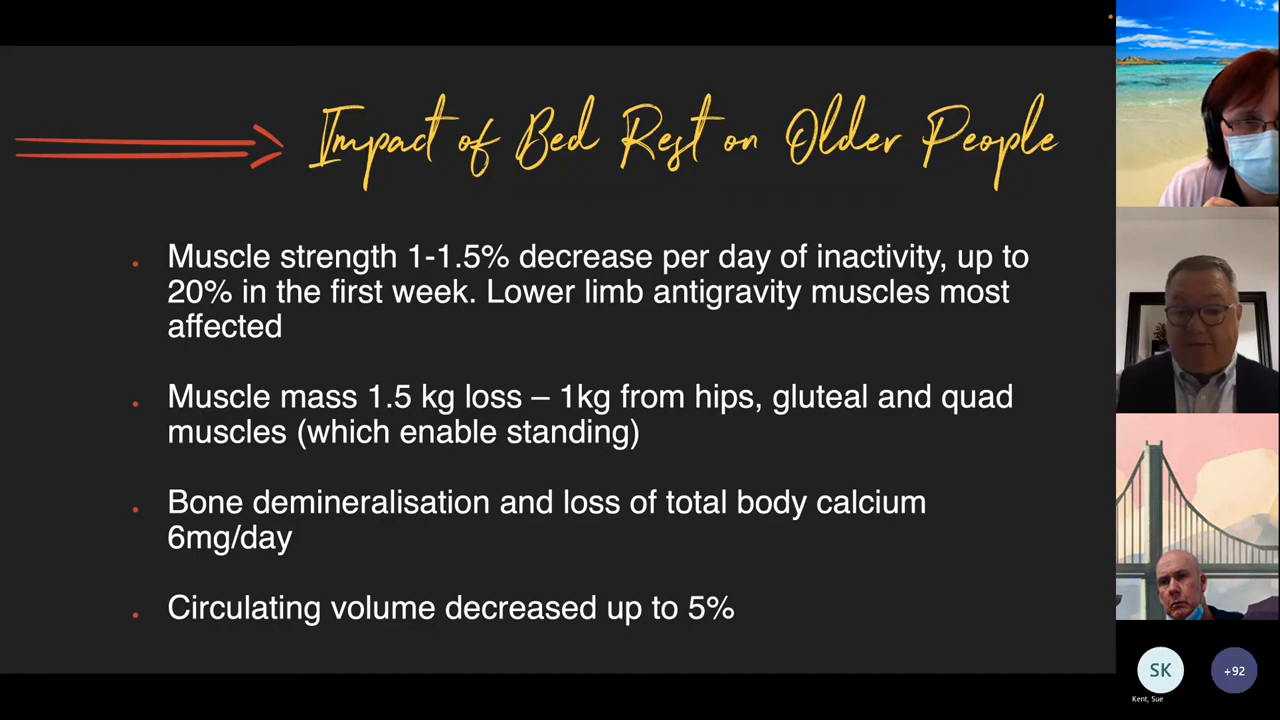 Impact of Bed Rest on Older People
. Muscle strength 1-1.5% decrease per day of inactivity, up to
20% in the first week. Lower limb antigravity muscles most
affected
. Muscle mass 1.5 kg loss – 1kg from hips, gluteal and quad
muscles (which enable standing)
. Bone demineralisation and loss of total body calcium
6mg/day
. Circulating volume decreased up to 5%
SK
+92
Kent, Sue